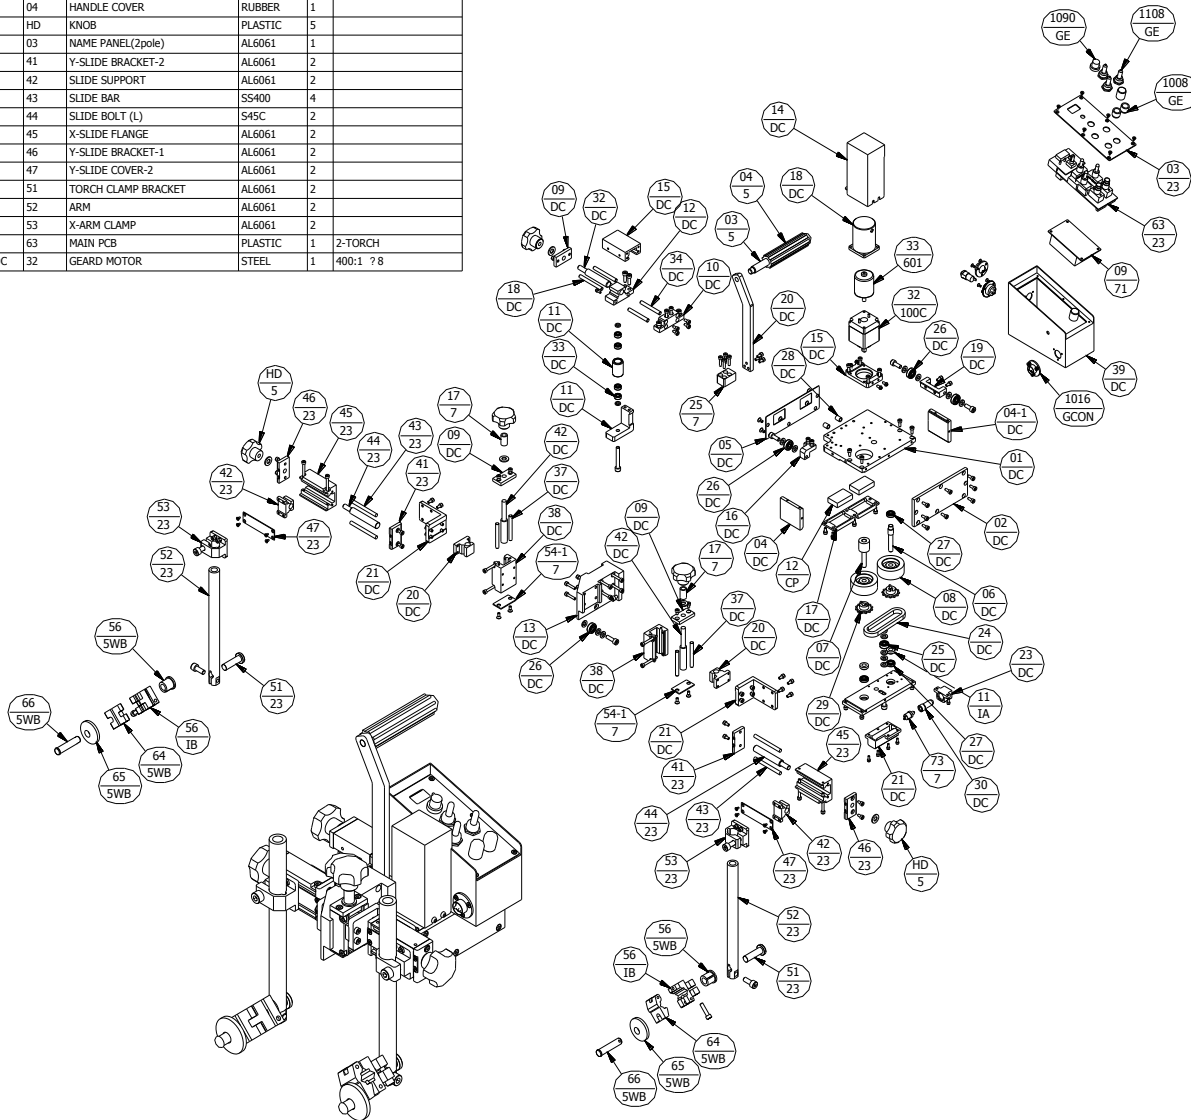 04 HANDLE COVER RUBBER 1
HD KNOB PLASTIC 5
03 NAME PANEL(2pole) AL6061 1
41 Y-SLIDE BRACKET-2 AL6061 2
42 SLIDE SUPPORT AL6061 2
43 SLIDE BAR SS400 4
44 SLIDE BOLT (L) S45C 2
45 X-SLIDE FLANGE AL6061 2
46 Y-SLIDE BRACKET-1 AL6061 2
47 Y-SLIDE COVER-2 AL6061 2
51 TORCH CLAMP BRACKET AL6061 2
52 ARM AL6061 2
53 X-ARM CLAMP AL6061 2
63 MAIN PCB PLASTIC 1 2-TORCH
C 32 GEARD MOTOR STEEL 1 400:1 ? 8
1090
GE
1108
GE
1008
GE
14
DC
03
23
04
5
18
DC
63
23
09
DC
32
DC
15
DC
12
DC
03
5
33
601
09
71
34
DC
10
DC
18
DC
32
100C
20
DC
26
DC
11
DC
15
DC
19
DC
39
DC
33
DC
28
DC
1016
GCON
HD
5
46
23
45
23
17
7
11
DC
25
7
04-1
DC
44
23
43
23
09
DC
42
DC
05
DC
01
DC
42
23
41
23
37
DC
26
DC
53
23
38
DC
09
DC
16
DC
02
DC
47
23
54-1
7
42
DC
17
7
04
DC
27
DC
52
23
21
DC
12
CP
06
DC
20
DC
37
DC
17
DC
08
DC
56
5WB
13
DC
20
DC
24
DC
26
DC
38
DC
07
DC
25
DC
23
DC
51
23
66
5WB
56
IB
54-1
7
29
DC
11
IA
64
5WB
21
DC
45
23
27
DC
65
5WB
41
23
73
7
21
DC
30
DC
44
23
43
23
53
23
47
23
42
23
46
23
HD
5
52
23
56
5WB
56
IB
51
23
64
5WB
65
5WB
66
5WB